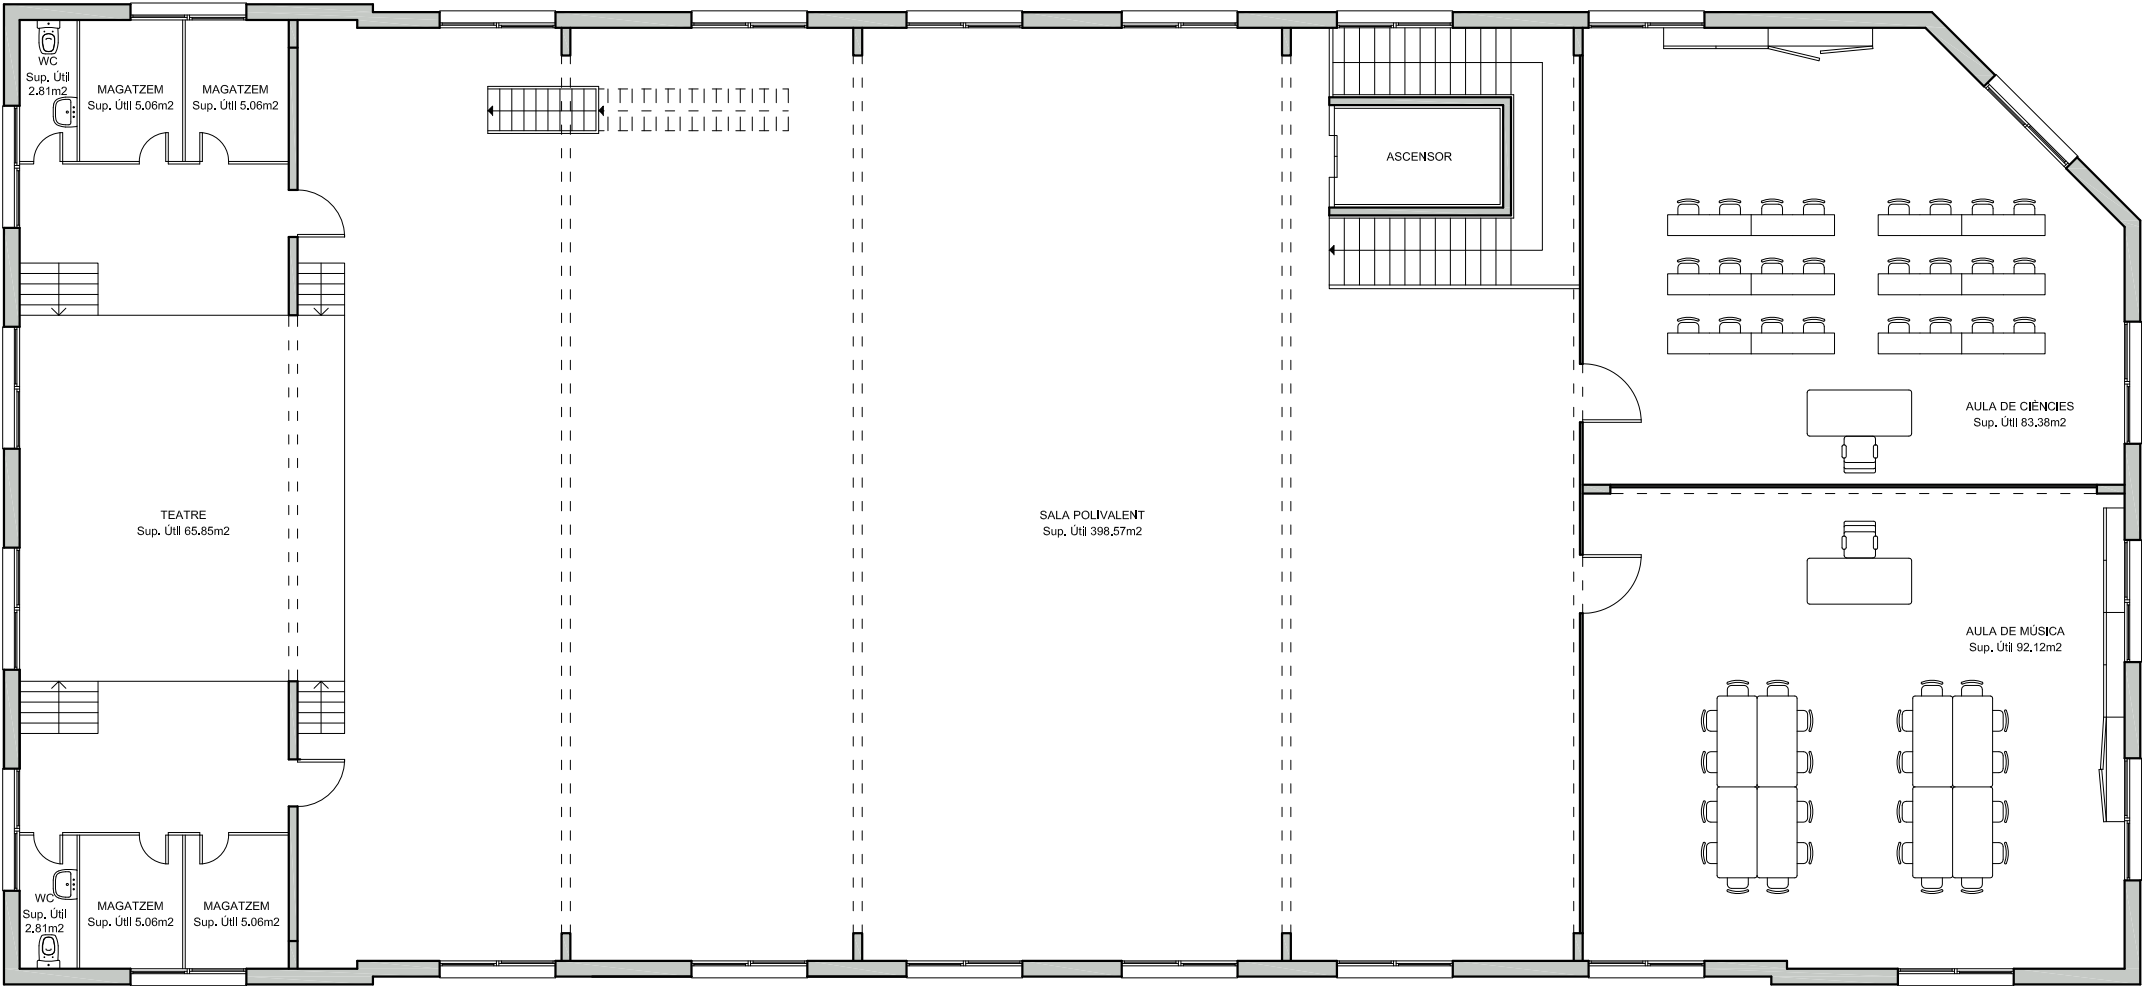 WC
Sup. Útil
2.81m2
MAGATZEM
Sup. Útil 5.06m2
MAGATZEM
Sup. Útil 5.06m2
ASCENSOR
AULA DE CIÈNCIES
Sup. Útil 83.38m2
TEATRE
Sup. Útil 65.85m2
SALA POLIVALENT
Sup. Útil 398.57m2
AULA DE MÚSICA
Sup. Útil 92.12m2
WC
Sup. Útil
2.81m2
MAGATZEM
Sup. Útil 5.06m2
MAGATZEM
Sup. Útil 5.06m2